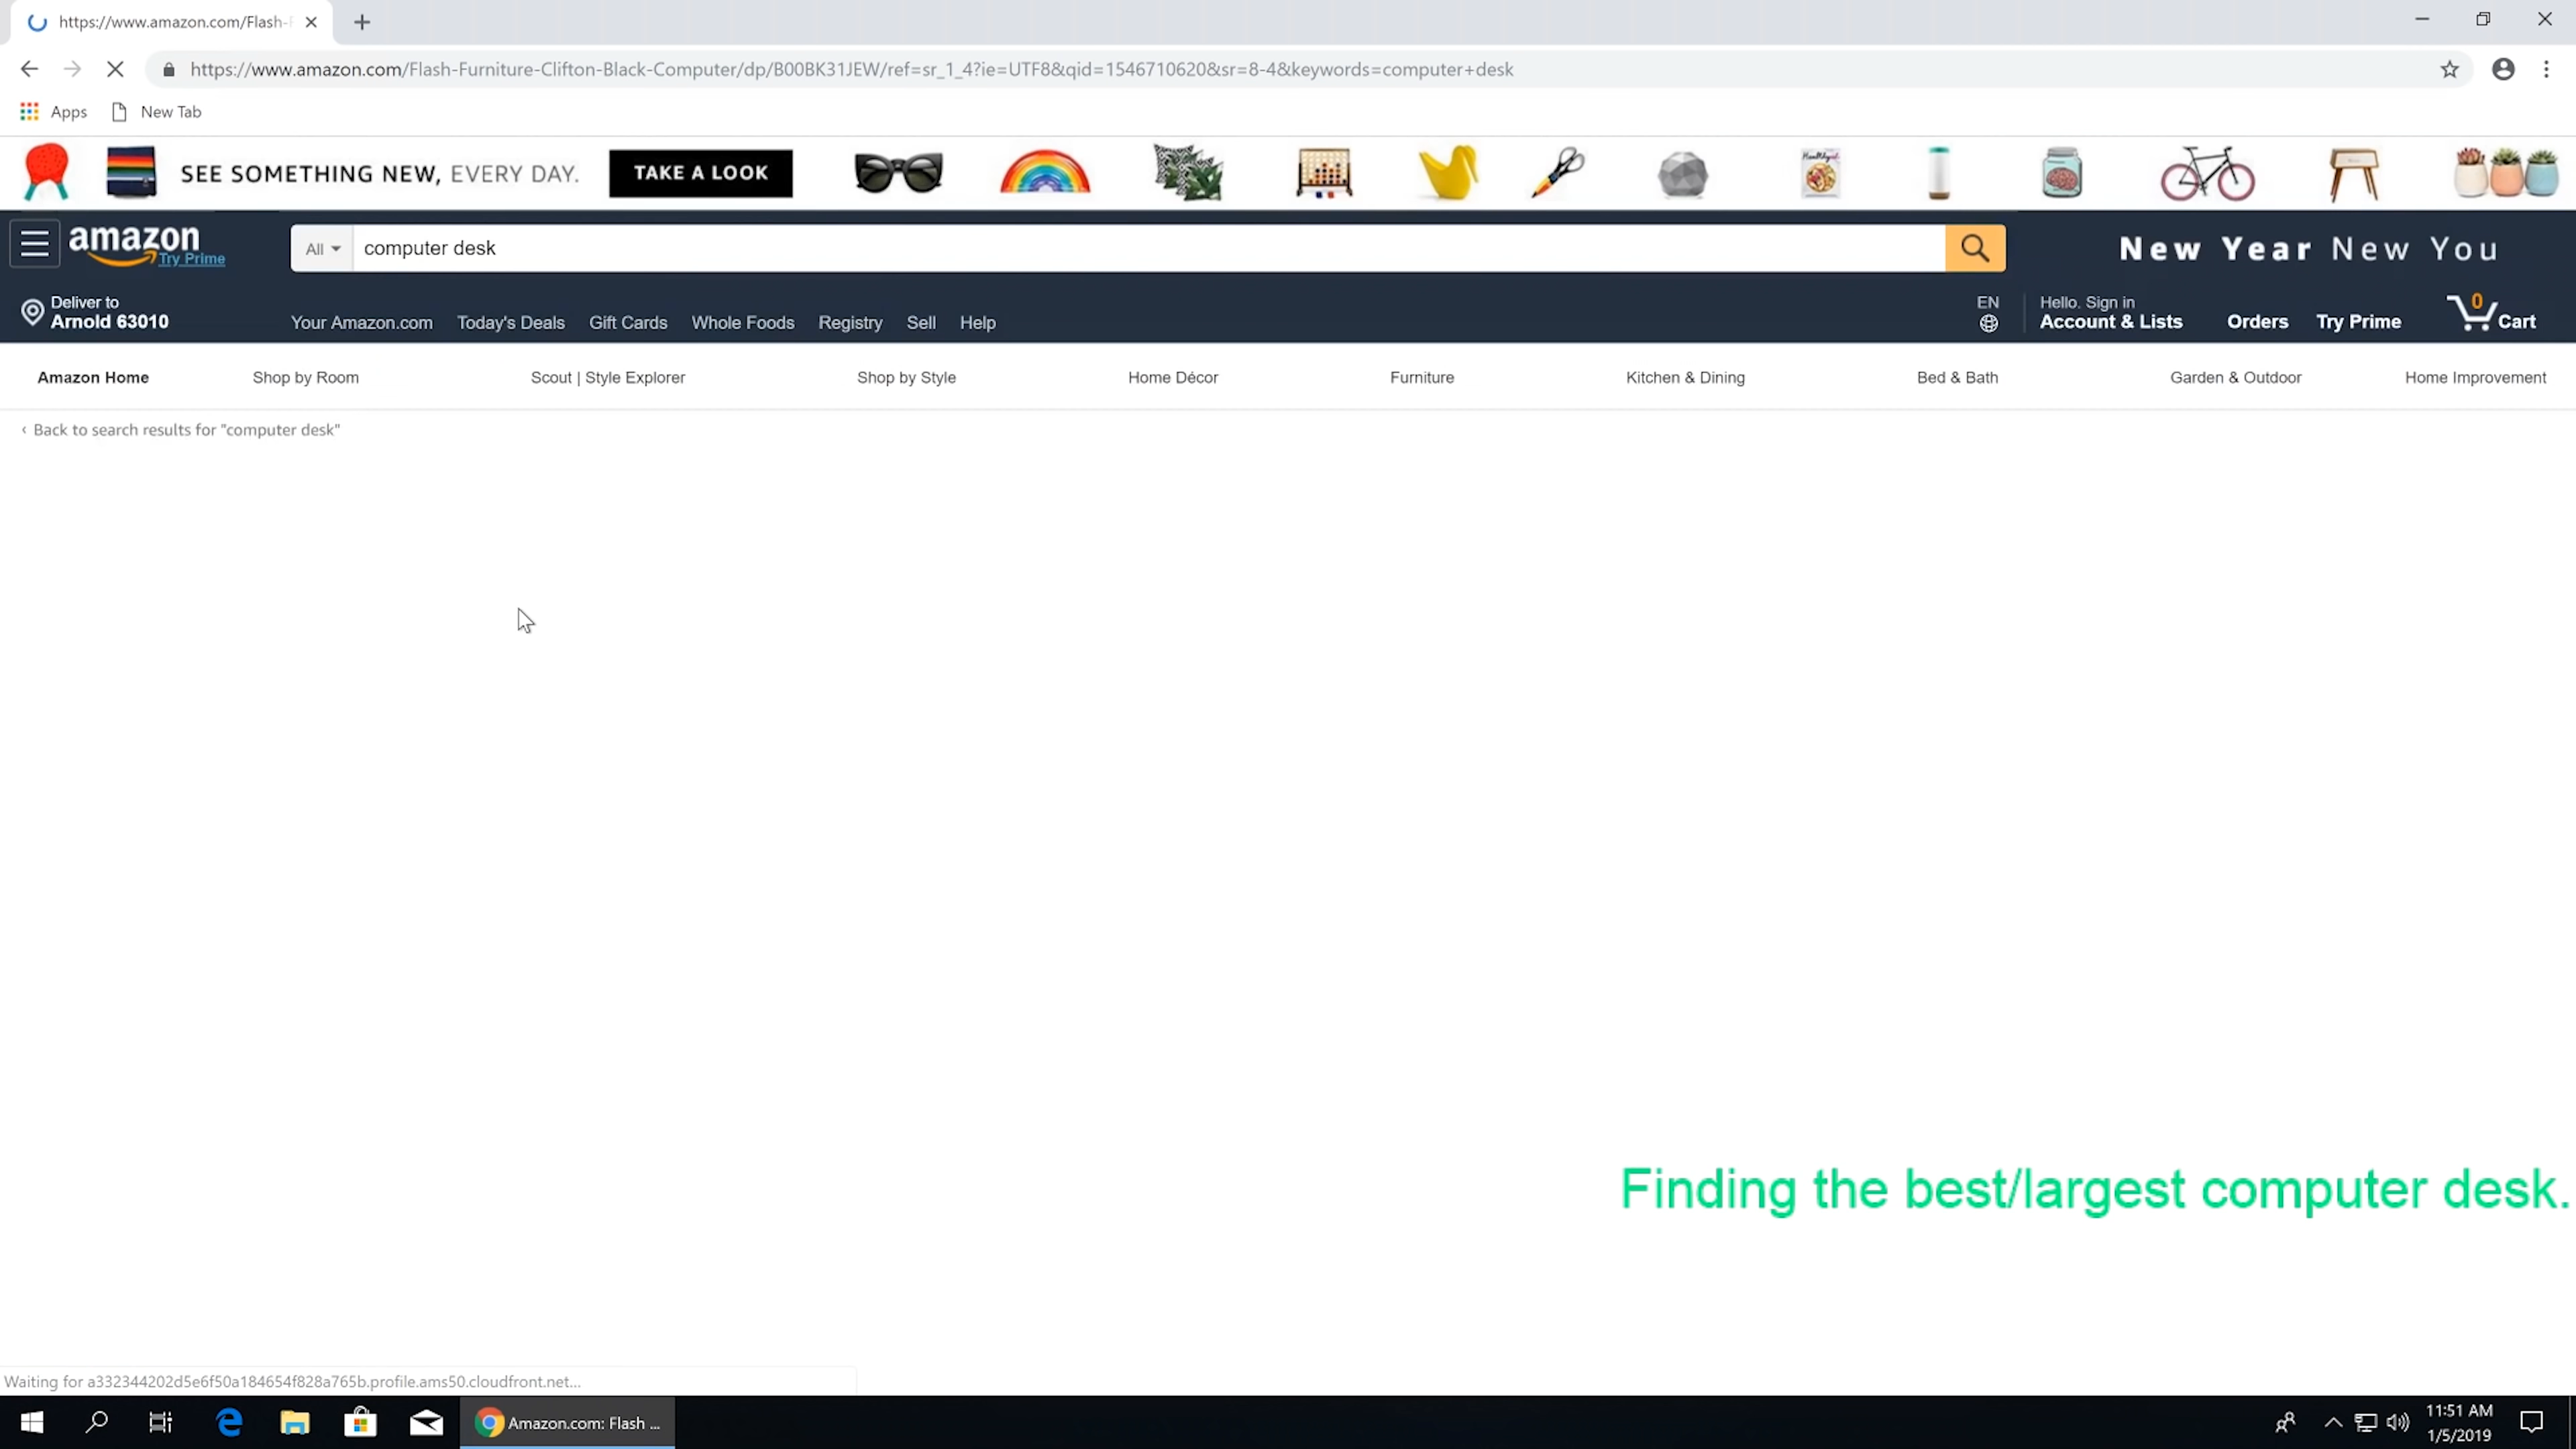 https://www.amazon.com/Flash-F
https://www.amazon.com/Flash-Furniture-Clifton-Black-Computer/dp/B00BK31JEW/ref=sr_1_4?ie=UTF8&qid=1546710620&sr=8-4&keywords=computer+desk
Apps New Tab
SEE SOMETHING NEW, EVERY DAY. TAKE A LOOK
amazon
Try Prime
All computer desk
New Year New You
Deliver to
Arnold 63010
Your Amazon.com Today's Deals Gift Cards Whole Foods Registry Sell Help
EN
Hello. Sign in
Account & Lists Orders Try Prime 0 Cart
Amazon Home Shop by Room Scout | Style Explorer Shop by Style Home Décor Furniture Kitchen & Dining Bed & Bath Garden & Outdoor Home Improvement
‹ Back to search results for "computer desk"
Finding the best/largest computer desk.
Waiting for a332344202d5e6f50a184654f828a765b.profile.ams50.cloudfront.net...
Amazon.com: Flash ...
11:51 AM
1/5/2019